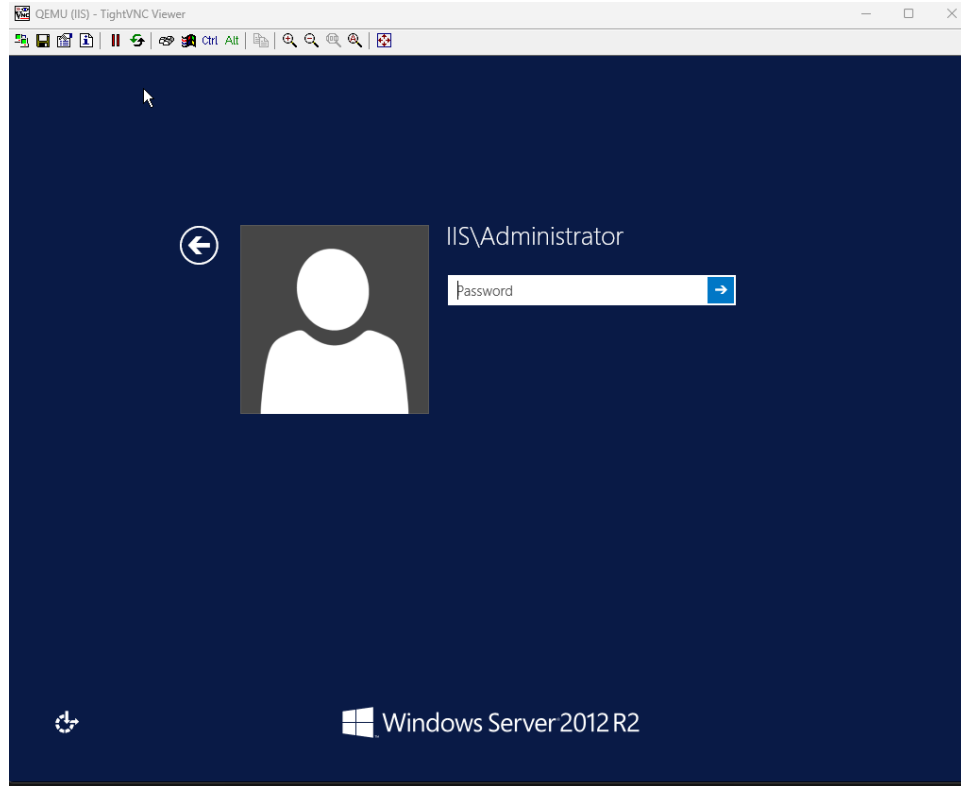 QEMU (IIS) - TightVNC Viewer
Ctrl Alt
IIS\Administrator
Password
Windows Server 2012 R2